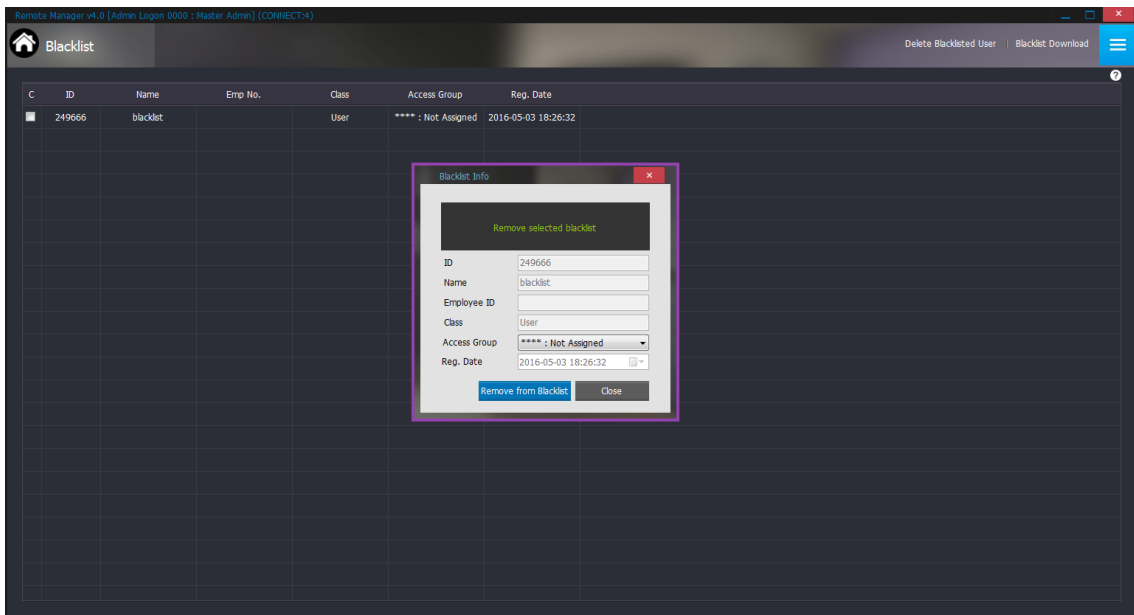 Remote Manager v4.0 [Admin Logon 0000 : Master Admin] (CONNECT:4)
Blacklist
Delete Blacklisted User | Blacklist Download
?
C ID Name Emp No. Class Access Group Reg. Date
249666 blacklist User **** : Not Assigned 2016-05-03 18:26:32
Blacklist Info
Remove selected blacklist
ID 249666
Name blacklist
Employee ID
Class User
Access Group **** : Not Assigned
Reg. Date 2016-05-03 18:26:32
Remove from Blacklist Close